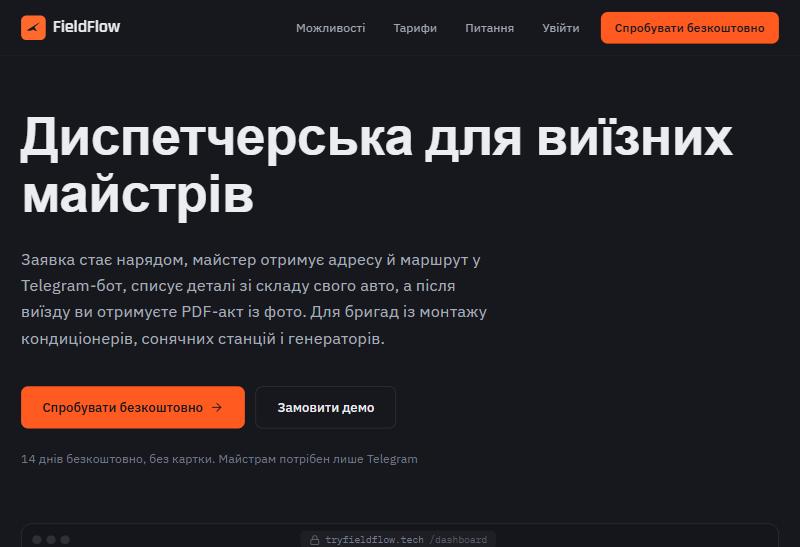 FieldFlow
Можливості
Тарифи
Питання
Увійти
Спробувати безкоштовно
Диспетчерська для виїзних
майстрів
Заявка стає нарядом, майстер отримує адресу й маршрут у
Telegram-бот, списує деталі зі складу свого авто, а після
виїзду ви отримуєте PDF-акт із фото. Для бригад із монтажу
кондиціонерів, сонячних станцій і генераторів.
Спробувати безкоштовно →
Замовити демо
14 днів безкоштовно, без картки. Майстрам потрібен лише Telegram
tryfieldflow.tech /dashboard